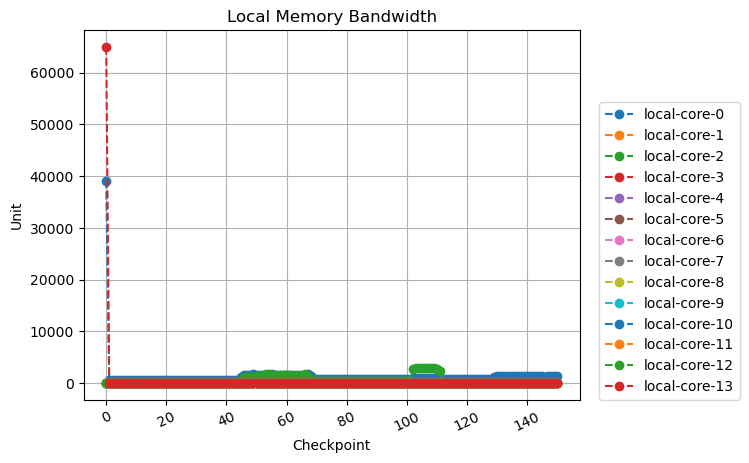 Local Memory Bandwidth
Unit
60000
50000
40000
30000
20000
10000
0
0 20 40 60 80 100 120 140
Checkpoint
local-core-0
local-core-1
local-core-2
local-core-3
local-core-4
local-core-5
local-core-6
local-core-7
local-core-8
local-core-9
local-core-10
local-core-11
local-core-12
local-core-13